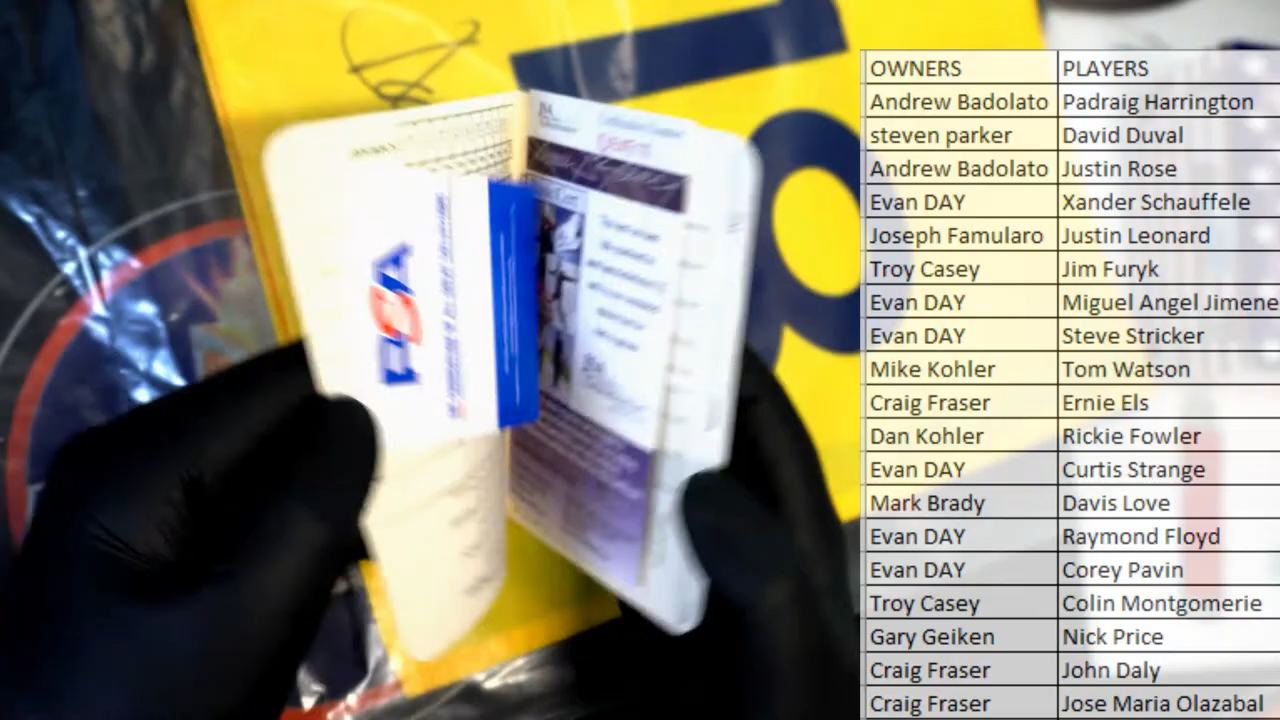 PSA
OWNERS PLAYERS
Andrew Badolato Padraig Harrington
steven parker David Duval
Andrew Badolato Justin Rose
Evan DAY Xander Schauffele
Joseph Famularo Justin Leonard
Troy Casey Jim Furyk
Evan DAY Miguel Angel Jimene
Evan DAY Steve Stricker
Mike Kohler Tom Watson
Craig Fraser Ernie Els
Dan Kohler Rickie Fowler
Evan DAY Curtis Strange
Mark Brady Davis Love
Evan DAY Raymond Floyd
Evan DAY Corey Pavin
Troy Casey Colin Montgomerie
Gary Geiken Nick Price
Craig Fraser John Daly
Craig Fraser Jose Maria Olazabal